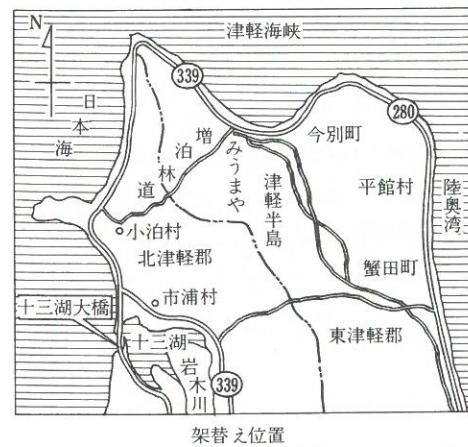 N
津軽海峡
日本海
339
280
今別町
増泊林道
みうまや
津軽半島
平館村
陸奥湾
小泊村
北津軽郡
蟹田町
市浦村
十三湖大橋
十三湖
東津軽郡
岩木川
339
架替え位置